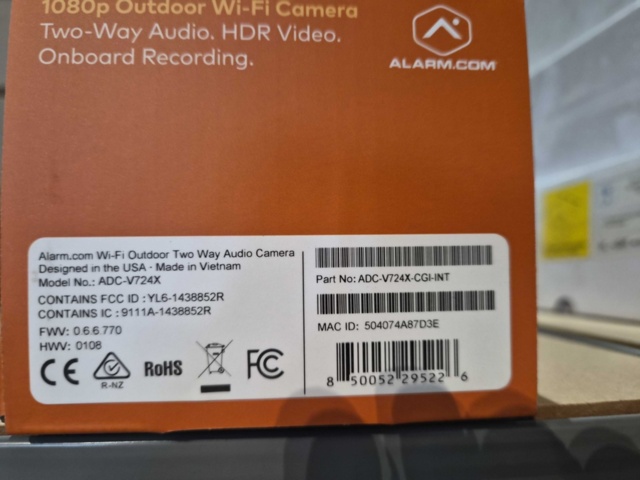 1080p Outdoor Wi-Fi Camera
Two-Way Audio. HDR Video.
Onboard Recording.
ALARM.COM
Alarm.com Wi-Fi Outdoor Two Way Audio Camera
Designed in the USA · Made in Vietnam
Model No.: ADC-V724X
CONTAINS FCC ID : YL6-1438852R
CONTAINS IC : 9111A-1438852R
FWV: 0.6.6.770
HWV: 0108
CE
R-NZ
RoHS
FC
Part No: ADC-V724X-CGI-INT
MAC ID: 504074A87D3E
8 50052 29522 6